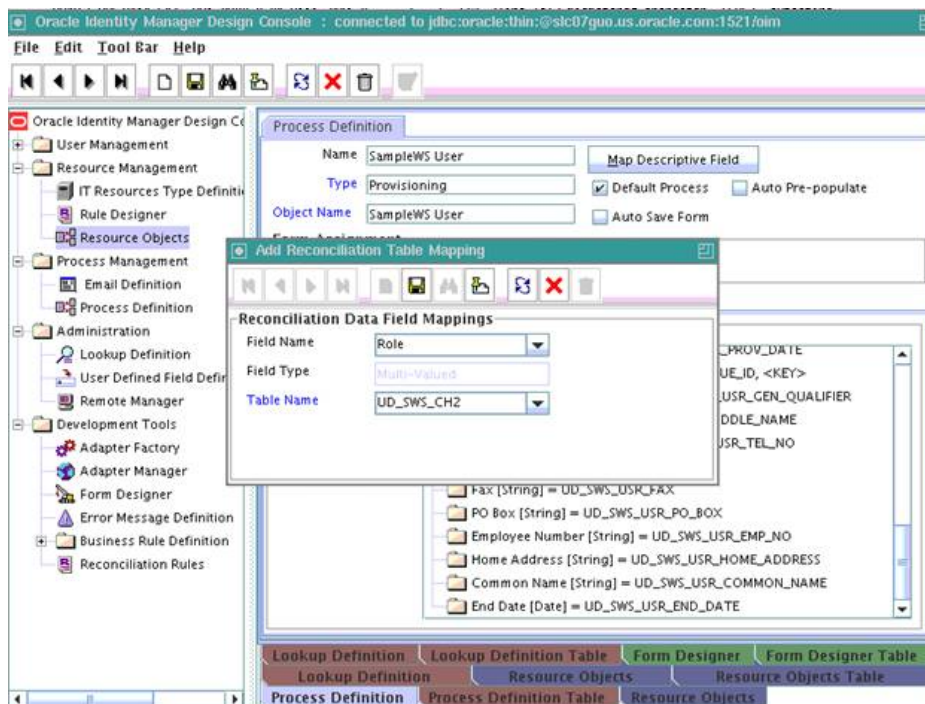 Oracle Identity Manager Design Console : connected to jdbc:oracle:thin:@slc07guo.us.oracle.com:1521/oim
File Edit Tool Bar Help
Oracle Identity Manager Design Co
User Management
Resource Management
IT Resources Type Definiti
Rule Designer
Resource Objects
Process Management
Email Definition
Process Definition
Administration
Lookup Definition
User Defined Field Defir
Remote Manager
Development Tools
Adapter Factory
Adapter Manager
Form Designer
Error Message Definition
Business Rule Definition
Reconciliation Rules
Process Definition
Name SampleWS User
Map Descriptive Field
Type Provisioning
Default Process Auto Pre-populate
Object Name SampleWS User
Auto Save Form
Form Assignment
Add Reconciliation Table Mapping
Reconciliation Data Field Mappings
Field Name Role
Field Type Multi-Valued
Table Name UD_SWS_CH2
_PROV_DATE
UE_ID, <KEY>
USR_GEN_QUALIFIER
DDLE_NAME
USR_TEL_NO
Fax [String] = UD_SWS_USR_FAX
PO Box [String] = UD_SWS_USR_PO_BOX
Employee Number [String] = UD_SWS_USR_EMP_NO
Home Address [String] = UD_SWS_USR_HOME_ADDRESS
Common Name [String] = UD_SWS_USR_COMMON_NAME
End Date [Date] = UD_SWS_USR_END_DATE
Lookup Definition Lookup Definition Table Form Designer Form Designer Table
Lookup Definition Resource Objects Resource Objects Table
Process Definition Process Definition Table Resource Objects